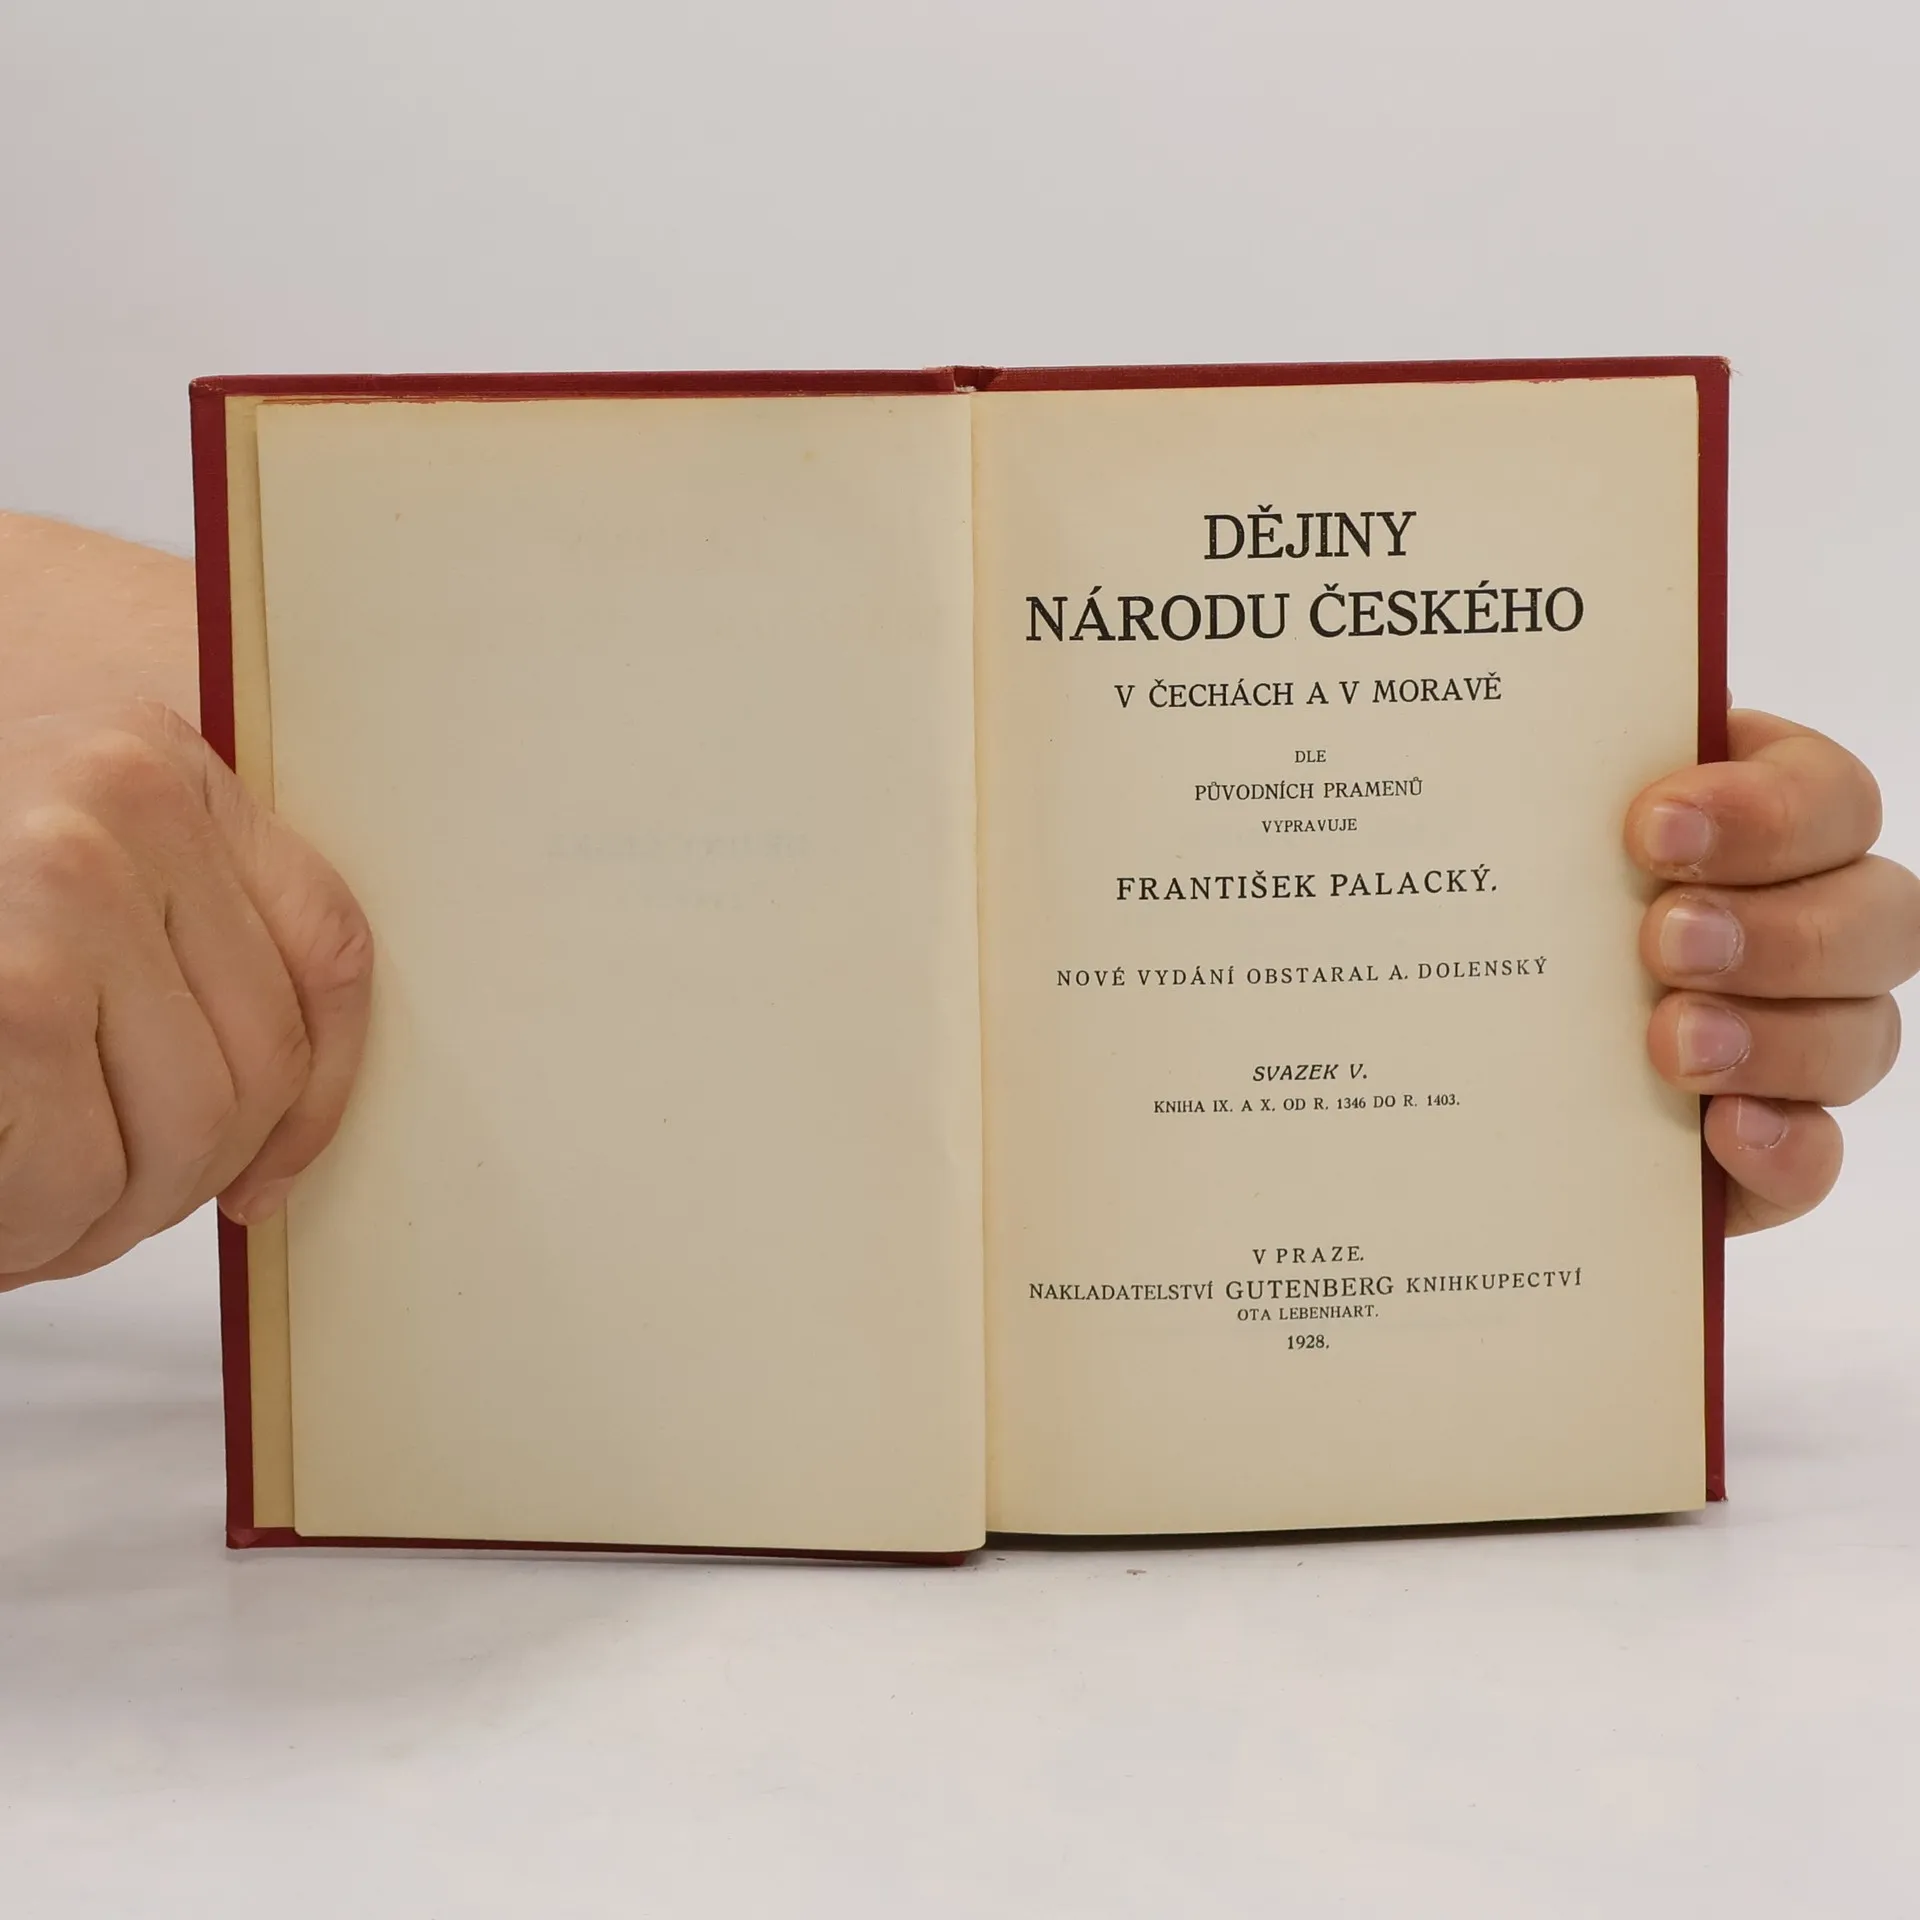 DĚJINY
NÁRODU ČESKÉHO
V ČECHÁCH A V MORAVĚ
DLE
PŮVODNÍCH PRAMENŮ
VYPRAVUJE
FRANTIŠEK PALACKÝ.
NOVÉ VYDÁNÍ OBSTARAL A. DOLENSKÝ
SVAZEK V.
KNIHA IX. A X. OD R. 1346 DO R. 1403.
V PRAZE.
NAKLADATELSTVÍ GUTENBERG KNIHKUPECTVÍ
OTA LEBENHART.
1928.